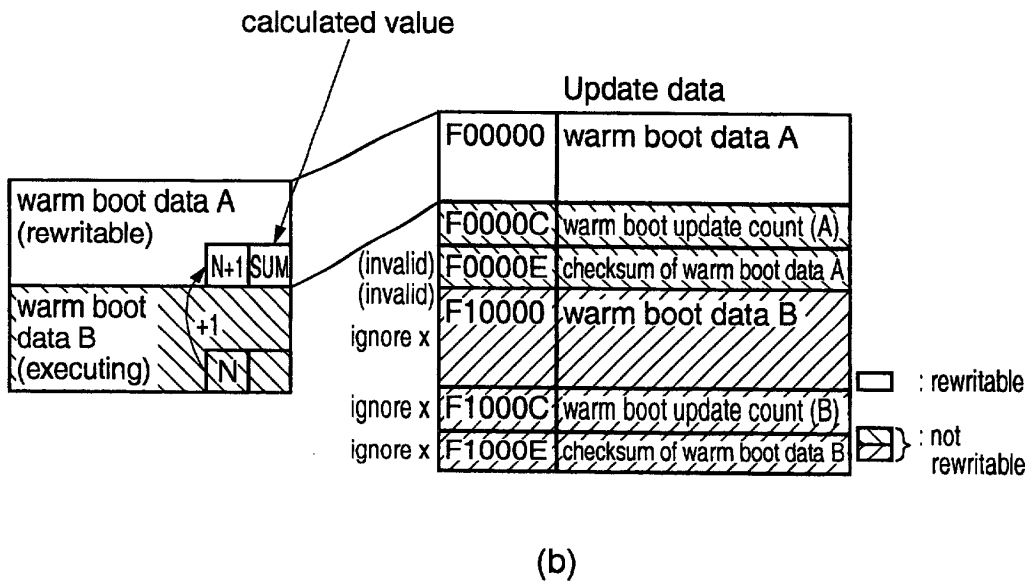 calculated value
Update data
warm boot data A
(rewritable)
N+1 SUM
warm boot
data B
(executing)
+1
N
F00000 warm boot data A
F0000C warm boot update count (A)
(invalid) F0000E checksum of warm boot data A
(invalid)
F10000 warm boot data B
ignore x
ignore x F1000C warm boot update count (B)
ignore x F1000E checksum of warm boot data B
: rewritable
: not
rewritable
(b)